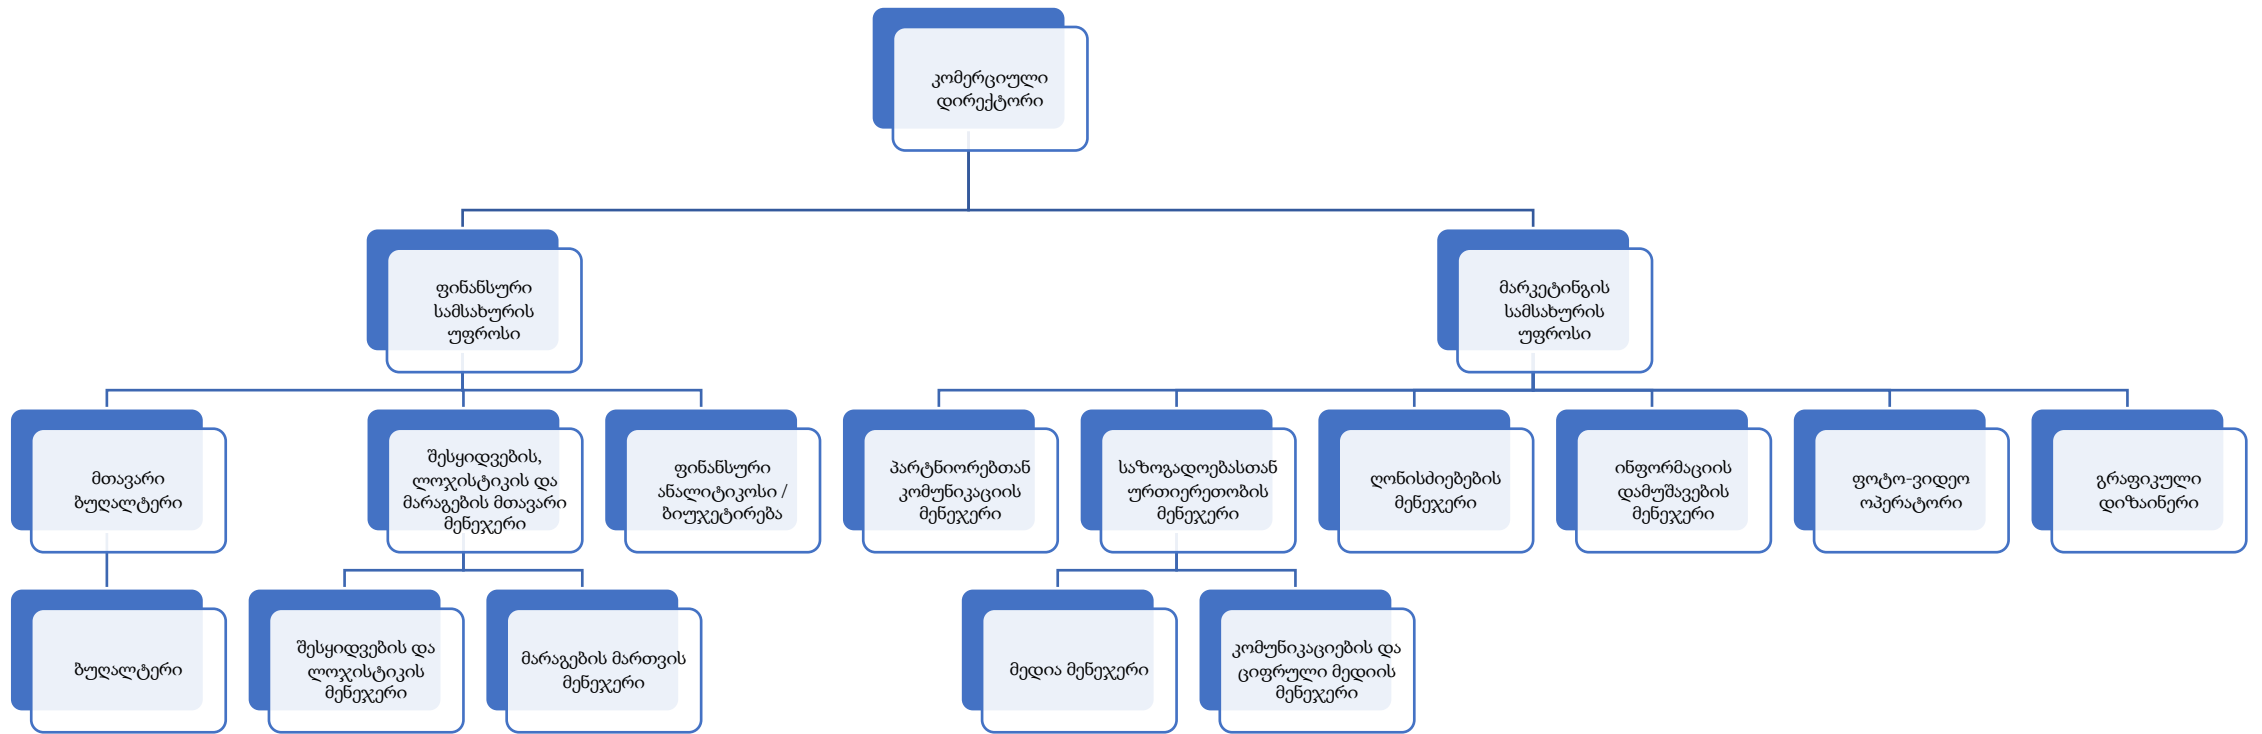 კომერციული
დირექტორი
ფინანსური
სამსახურის
უფროსი
მარკეტინგის
სამსახურის
უფროსი
მთავარი
ბუღალტერი
შესყიდვების,
ლოჯისტიკის და
მარაგების მთავარი
მენეჯერი
ფინანსური
ანალიტიკოსი /
ბიუჯეტირება
პარტნიორებთან
კომუნიკაციის
მენეჯერი
საზოგადოებასთან
ურთიერეთობის
მენეჯერი
ღონისძიებების
მენეჯერი
ინფორმაციის
დამუშავების
მენეჯერი
ფოტო-ვიდეო
ოპერატორი
გრაფიკული
დიზაინერი
ბუღალტერი
შესყიდვების და
ლოჯისტიკის
მენეჯერი
მარაგების მართვის
მენეჯერი
მედია მენეჯერი
კომუნიკაციების და
ციფრული მედიის
მენეჯერი